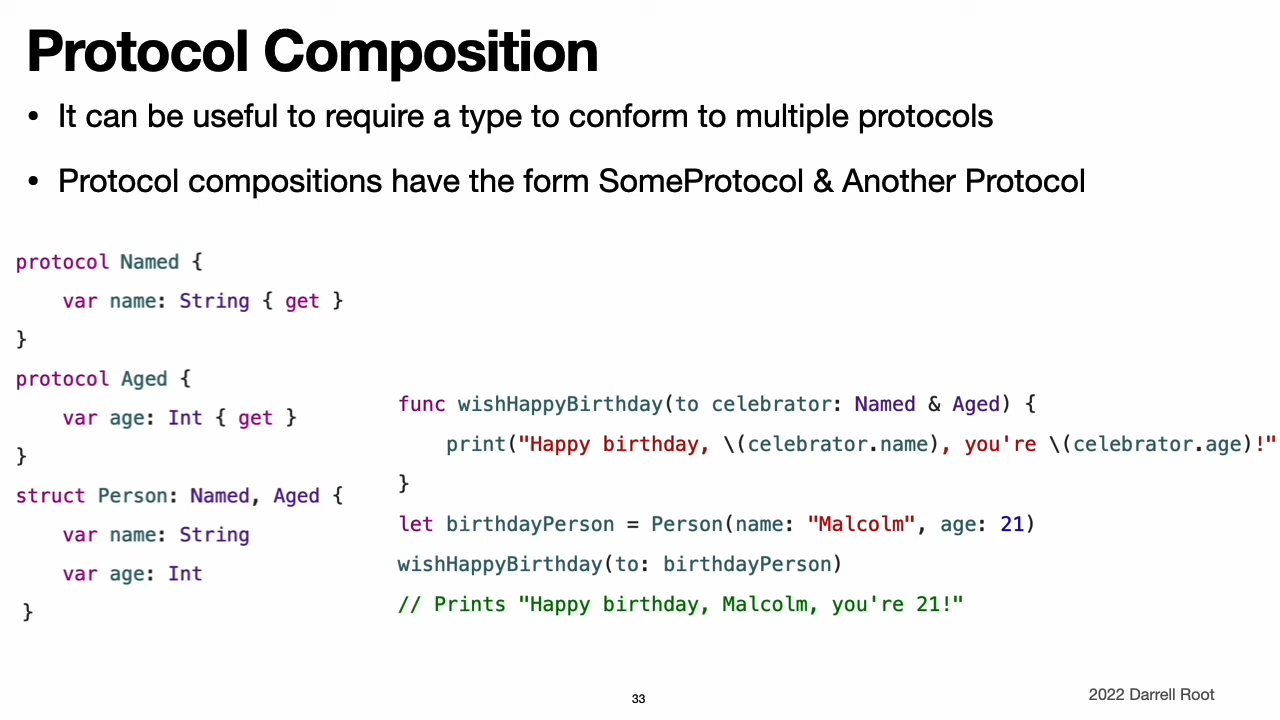 Protocol Composition
• It can be useful to require a type to conform to multiple protocols
• Protocol compositions have the form SomeProtocol & Another Protocol
protocol Named {
    var name: String { get }
}
protocol Aged {
    var age: Int { get }
}
struct Person: Named, Aged {
    var name: String
    var age: Int
}
func wishHappyBirthday(to celebrator: Named & Aged) {
    print("Happy birthday, \(celebrator.name), you're \(celebrator.age)!"
}
let birthdayPerson = Person(name: "Malcolm", age: 21)
wishHappyBirthday(to: birthdayPerson)
// Prints "Happy birthday, Malcolm, you're 21!"
33
2022 Darrell Root